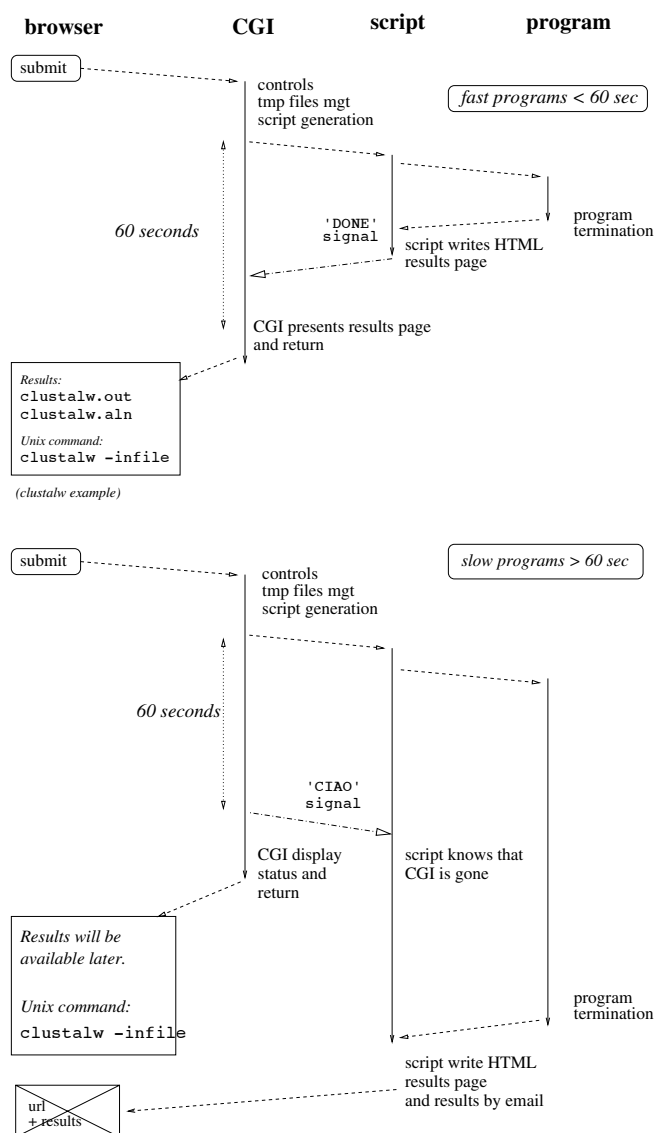 browser
CGI
script
program
submit
controls
tmp files mgt
script generation
fast programs < 60 sec
60 seconds
'DONE'
signal
program
termination
script writes HTML
results page
CGI presents results page
and return
Results:
clustalw.out
clustalw.aln
Unix command:
clustalw -infile
(clustalw example)
submit
controls
tmp files mgt
script generation
slow programs > 60 sec
60 seconds
'CIAO'
signal
CGI display
status and
return
script knows that
CGI is gone
Results will be
available later.
Unix command:
clustalw -infile
program
termination
script write HTML
results page
and results by email
url
+ results